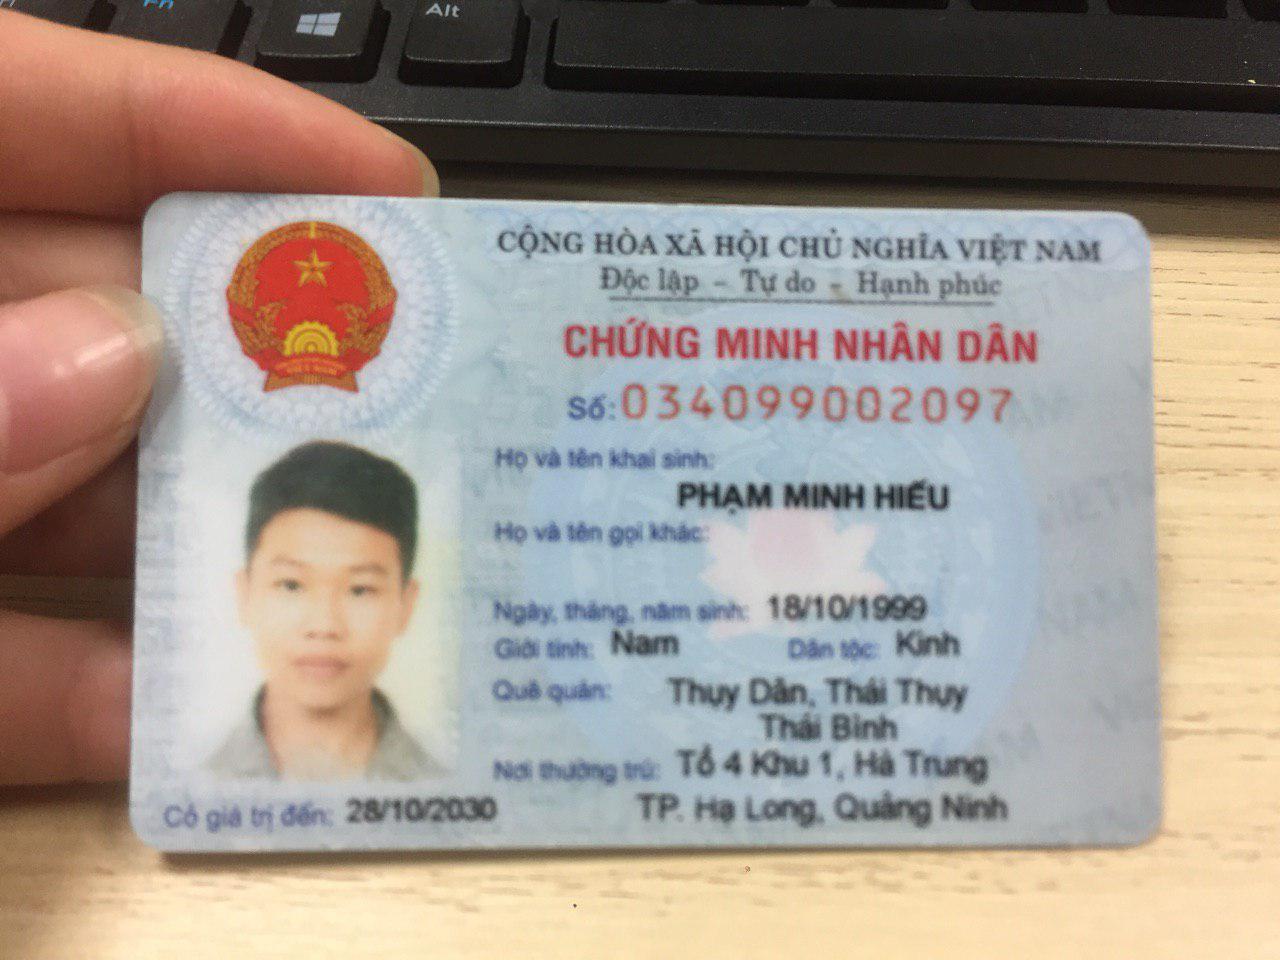 Fn
Alt
CỘNG HÒA XÃ HỘI CHỦ NGHĨA VIỆT NAM
Độc lập - Tự do - Hạnh phúc
CHỨNG MINH NHÂN DÂN
Số: 034099002097
Họ và tên khai sinh:
PHẠM MINH HIẾU
Họ và tên gọi khác:
Ngày, tháng, năm sinh: 18/10/1999
Giới tính: Nam Dân tộc: Kinh
Quê quán: Thụy Dân, Thái Thụy
Thái Bình
Nơi thường trú: Tổ 4 Khu 1, Hà Trung
TP. Hạ Long, Quảng Ninh
Có giá trị đến: 28/10/2030